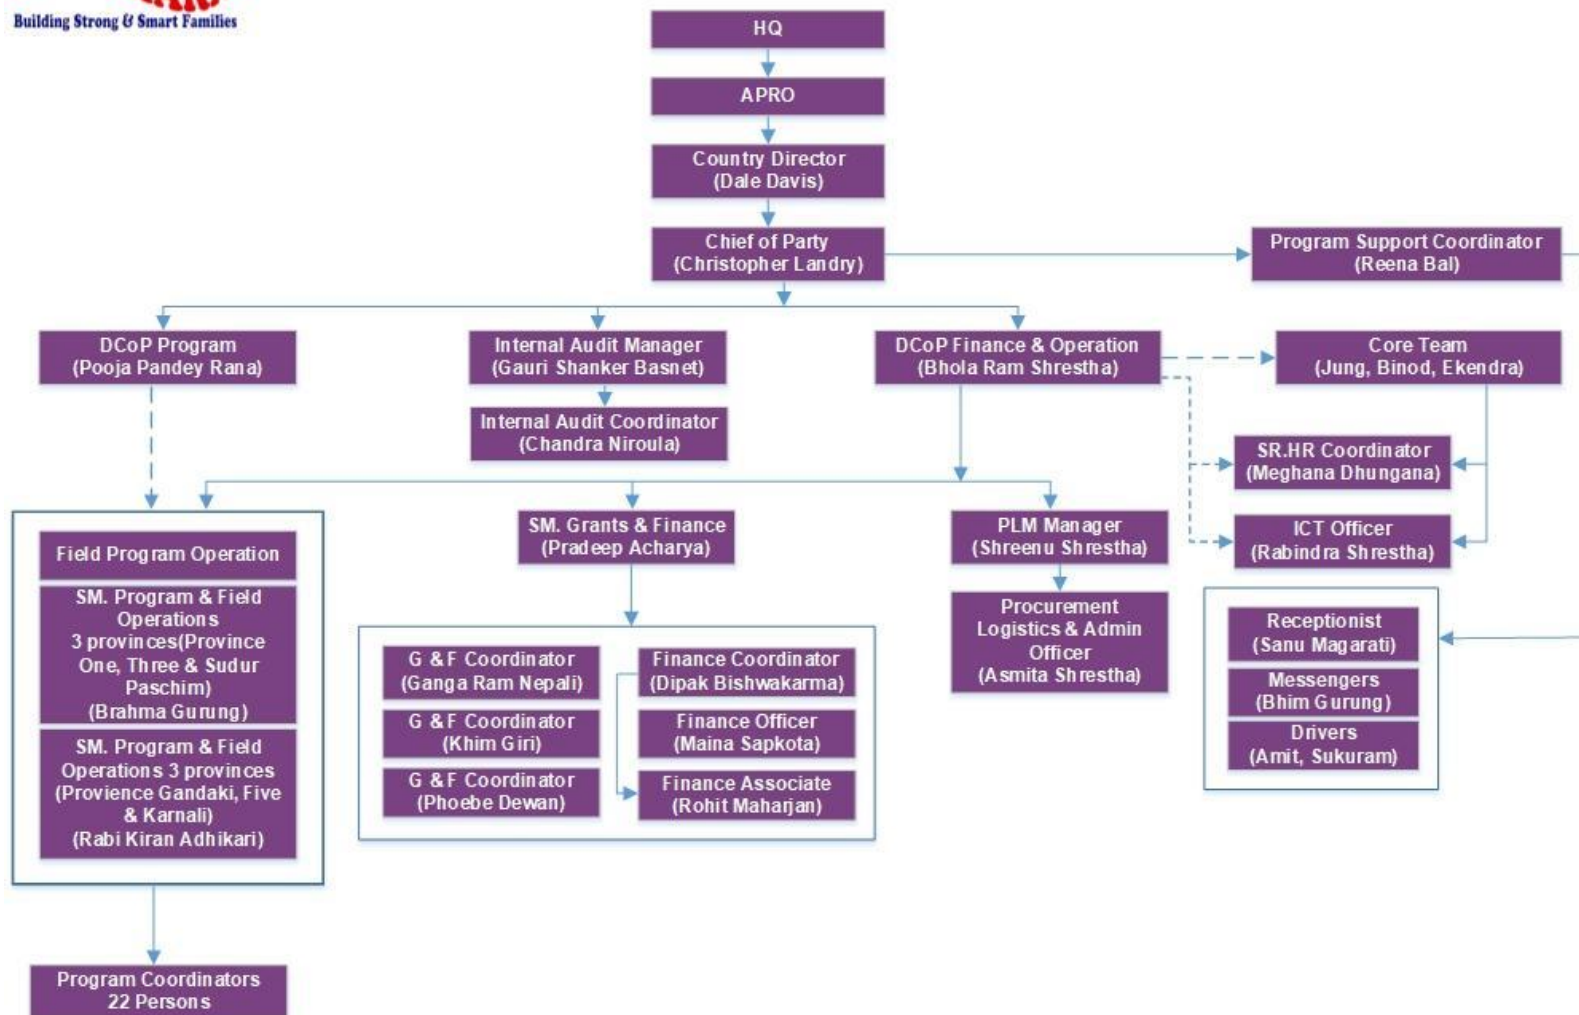 Building Strong & Smart Families
HQ
APRO
Country Director
(Dale Davis)
Chief of Party
(Christopher Landry)
Program Support Coordinator
(Reena Bal)
DCoP Program
(Pooja Pandey Rana)
Internal Audit Manager
(Gauri Shanker Basnet)
DCoP Finance & Operation
(Bhola Ram Shrestha)
Core Team
(Jung, Binod, Ekendra)
Internal Audit Coordinator
(Chandra Niroula)
SR.HR Coordinator
(Meghana Dhungana)
ICT Officer
(Rabindra Shrestha)
Field Program Operation
SM. Program & Field
Operations
3 provinces(Province
One, Three & Sudur
Paschim)
(Brahma Gurung)
SM. Program & Field
Operations 3 provinces
(Provience Gandaki, Five
& Karnali)
(Rabi Kiran Adhikari)
SM. Grants & Finance
(Pradeep Acharya)
PLM Manager
(Shreenu Shrestha)
Procurement
Logistics & Admin
Officer
(Asmita Shrestha)
G & F Coordinator
(Ganga Ram Nepali)
G & F Coordinator
(Khim Giri)
G & F Coordinator
(Phoebe Dewan)
Finance Coordinator
(Dipak Bishwakarma)
Finance Officer
(Maina Sapkota)
Finance Associate
(Rohit Maharjan)
Receptionist
(Sanu Magarati)
Messengers
(Bhim Gurung)
Drivers
(Amit, Sukuram)
Program Coordinators
22 Persons